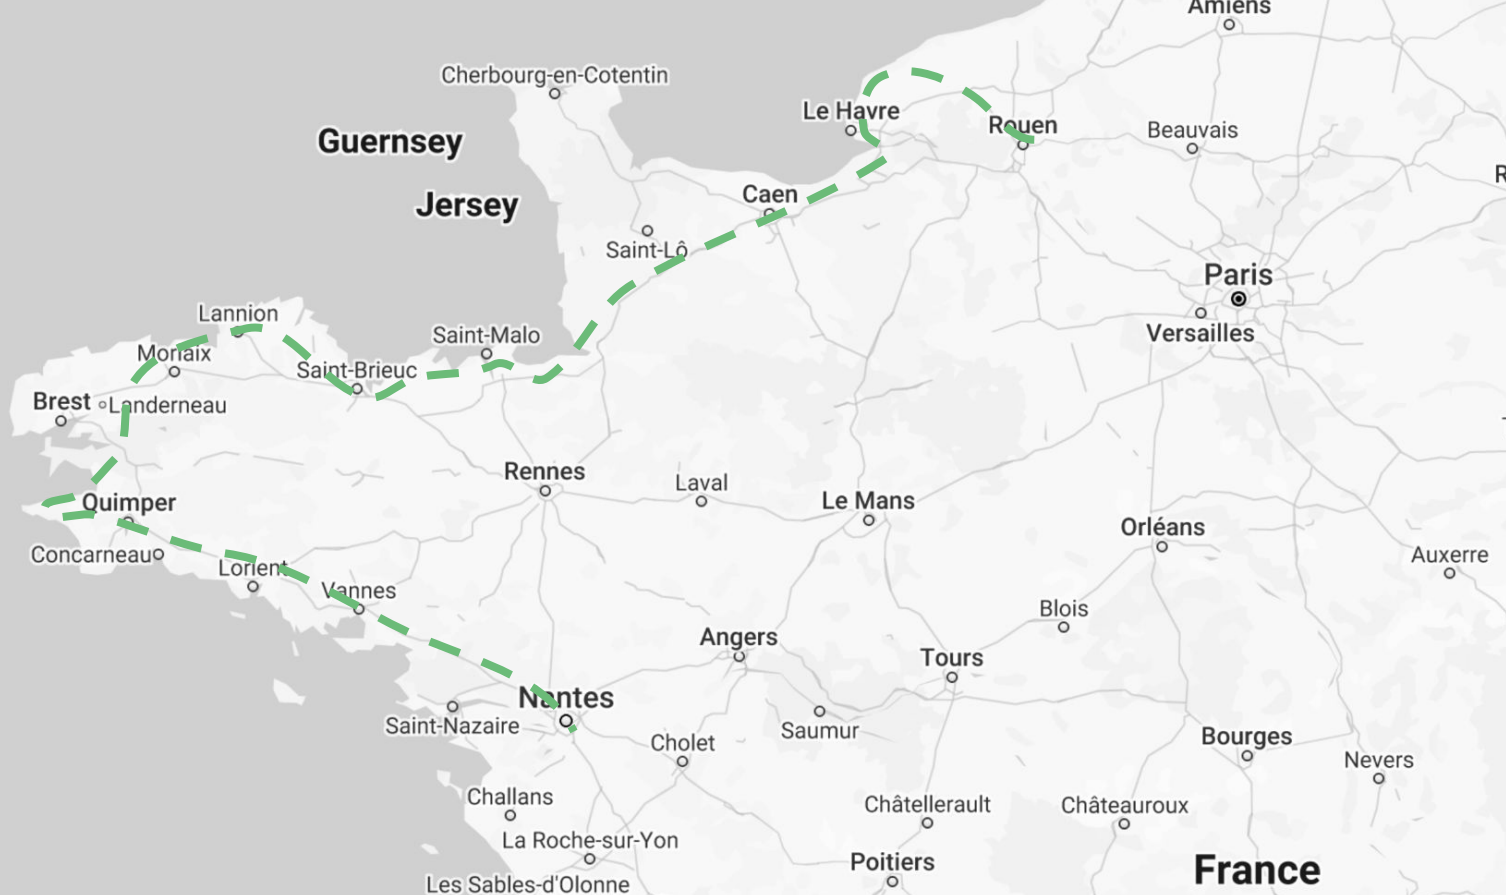 Amiens
Cherbourg-en-Cotentin
Le Havre
Rouen
Beauvais
Guernsey
R
Jersey
Caen
Saint-Lô
Paris
Versailles
Lannion
Saint-Malo
Morlaix
Saint-Brieuc
Brest
Landerneau
Rennes
Laval
Le Mans
Quimper
Orléans
Concarneau
Auxerre
Lorient
Vannes
Blois
Angers
Tours
Nantes
Saint-Nazaire
Saumur
Cholet
Bourges
Nevers
Challans
Châtellerault
Châteauroux
La Roche-sur-Yon
Poitiers
France
Les Sables-d'Olonne